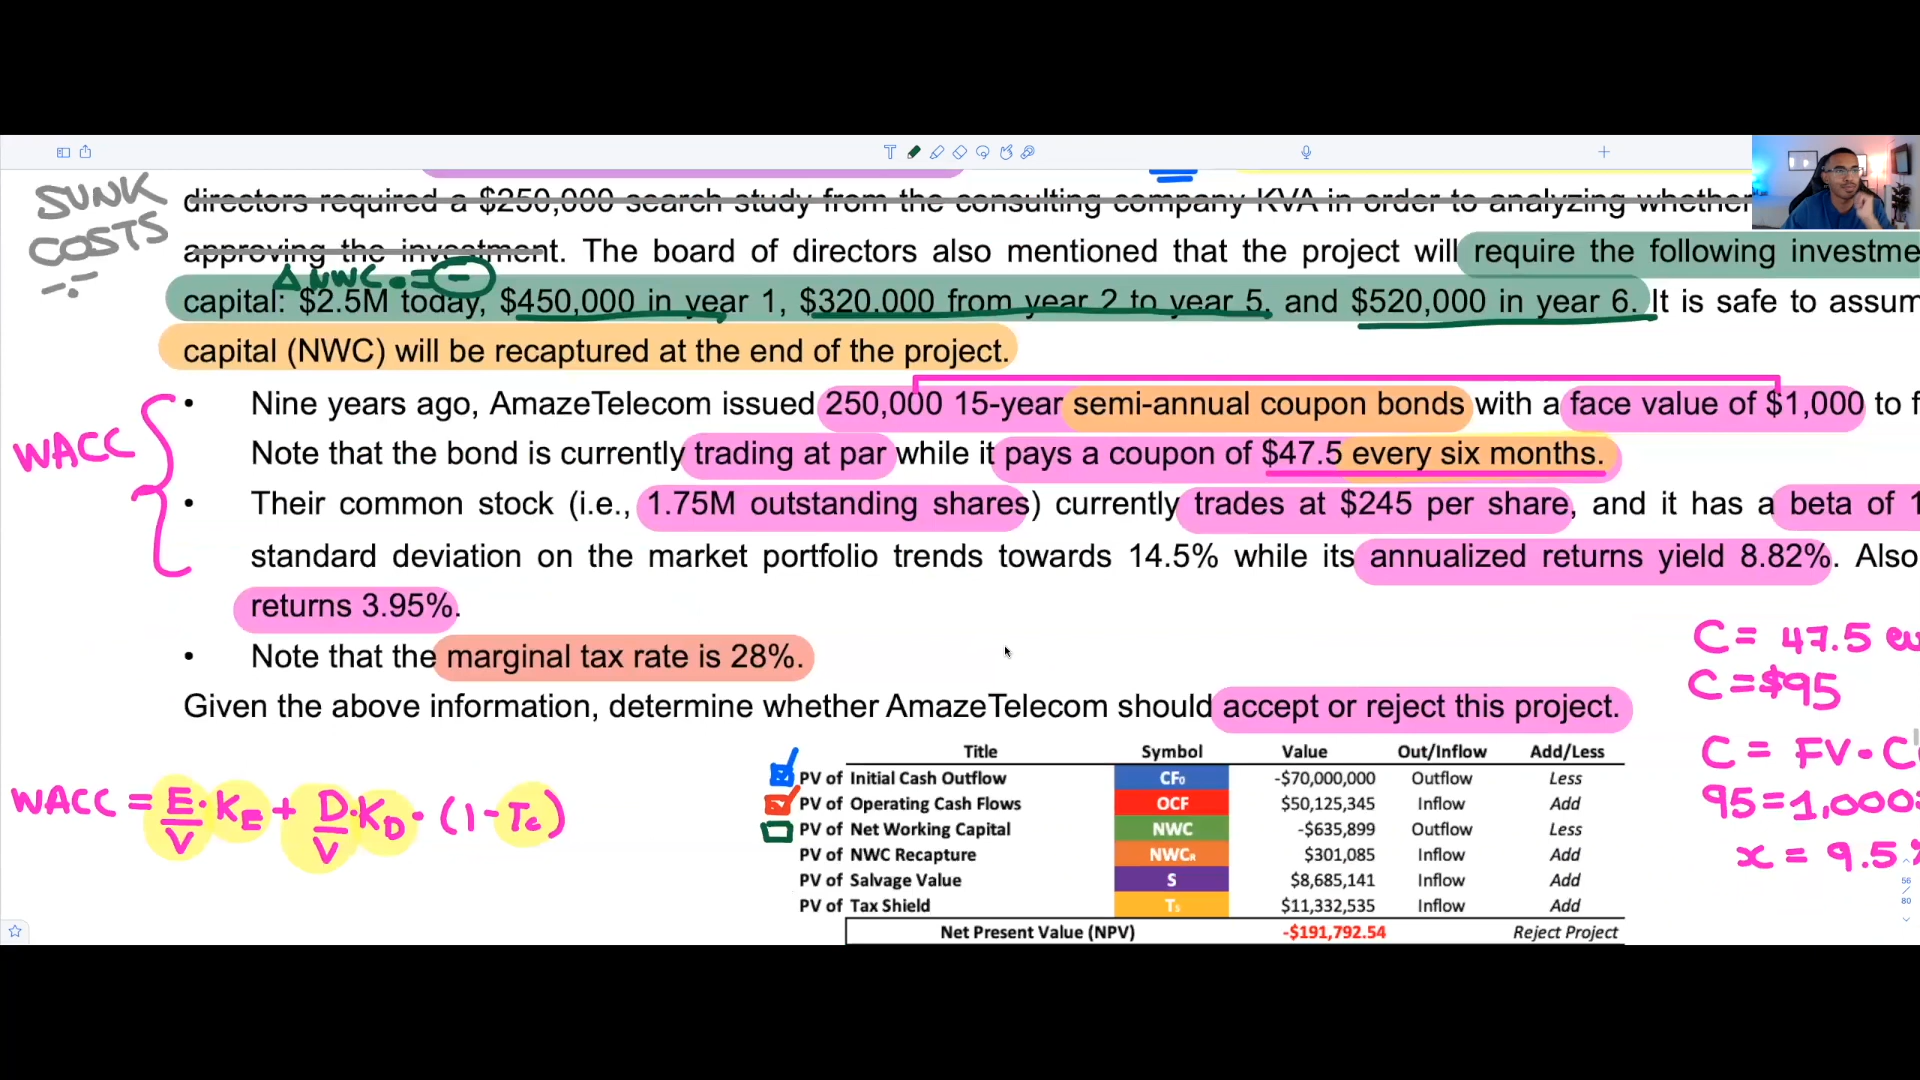 SUNK
COSTS
directors required a $250,000 search study from the consulting company KVA in order to analyzing whether
approving the investment. The board of directors also mentioned that the project will require the following investme
Δ NWC. = -
capital: $2.5M today, $450,000 in year 1, $320.000 from year 2 to year 5, and $520,000 in year 6. It is safe to assum
capital (NWC) will be recaptured at the end of the project.
WACC
• Nine years ago, AmazeTelecom issued 250,000 15-year semi-annual coupon bonds with a face value of $1,000 to f
Note that the bond is currently trading at par while it pays a coupon of $47.5 every six months.
• Their common stock (i.e., 1.75M outstanding shares) currently trades at $245 per share, and it has a beta of 1
standard deviation on the market portfolio trends towards 14.5% while its annualized returns yield 8.82%. Also
returns 3.95%.
• Note that the marginal tax rate is 28%.
Given the above information, determine whether AmazeTelecom should accept or reject this project.
C = 47.5 ev
C = $95
C = FV · C
95 = 1,000
x = 9.5%
WACC = E/V · KE + D/V · KD · (1 - Tc)
Title Symbol Value Out/Inflow Add/Less
PV of Initial Cash Outflow CF₀ -$70,000,000 Outflow Less
PV of Operating Cash Flows OCF $50,125,345 Inflow Add
PV of Net Working Capital NWC -$635,899 Outflow Less
PV of NWC Recapture NWCR $301,085 Inflow Add
PV of Salvage Value S $8,685,141 Inflow Add
PV of Tax Shield Ts $11,332,535 Inflow Add
Net Present Value (NPV) -$191,792.54 Reject Project
56
/
80